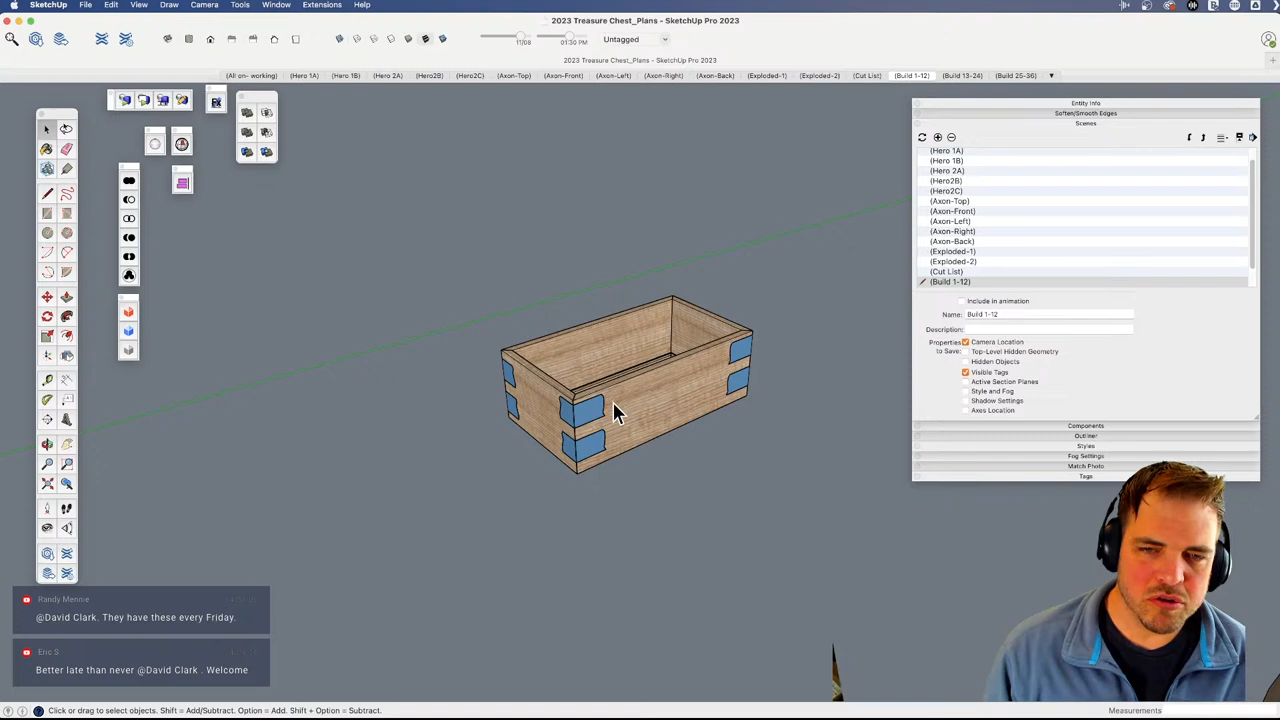 SketchUp File Edit View Draw Camera Tools Window Extensions Help
2023 Treasure Chest_Plans - SketchUp Pro 2023
11/08 01:30 PM Untagged
2023 Treasure Chest_Plans - SketchUp Pro 2023
(All on- working) (Hero 1A) (Hero 1B) (Hero 2A) (Hero2B) (Hero2C) (Axon-Top) (Axon-Front) (Axon-Left) (Axon-Right) (Axon-Back) (Exploded-1) (Exploded-2) (Cut List) (Build 1-12) (Build 13-24) (Build 25-36)
Entity Info
Soften/Smooth Edges
Scenes
(Hero 1A)
(Hero 1B)
(Hero 2A)
(Hero2B)
(Hero2C)
(Axon-Top)
(Axon-Front)
(Axon-Left)
(Axon-Right)
(Axon-Back)
(Exploded-1)
(Exploded-2)
(Cut List)
(Build 1-12)
Include in animation
Name: Build 1-12
Description:
Properties to Save:
Camera Location
Top-Level Hidden Geometry
Hidden Objects
Visible Tags
Active Section Planes
Style and Fog
Shadow Settings
Axes Location
Components
Outliner
Styles
Fog Settings
Match Photo
Tags
Randy Mennie
@David Clark. They have these every Friday.
Eric S
Better late than never @David Clark . Welcome
Click or drag to select objects. Shift = Add/Subtract. Option = Add. Shift + Option = Subtract.
Measurements